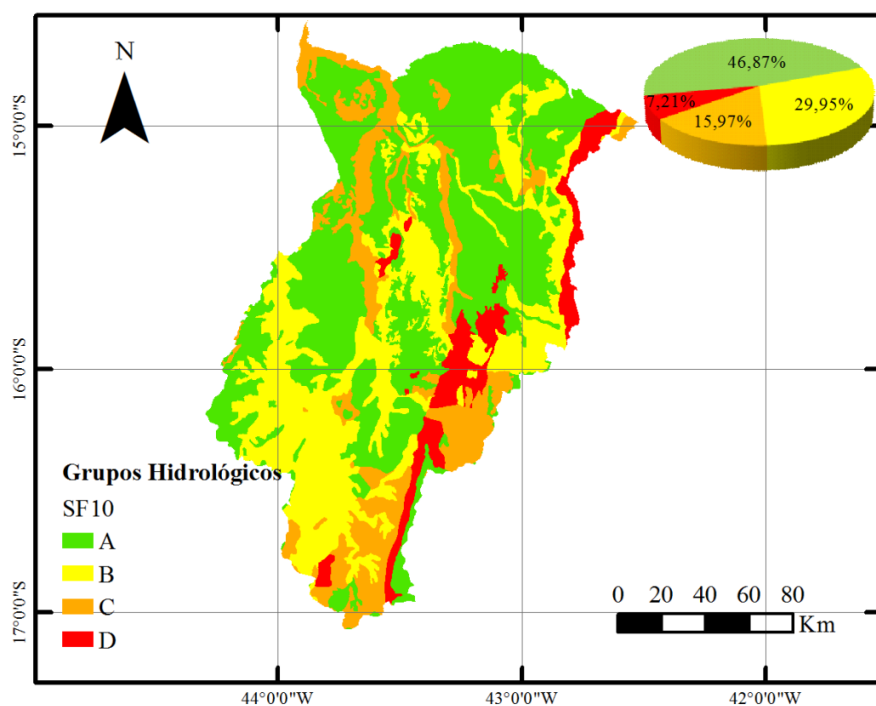 N
46,87%
7,21%
29,95%
15,97%
15°0'0"S
16°0'0"S
17°0'0"S
Grupos Hidrológicos
SF10
A
B
C
D
0 20 40 60 80
Km
44°0'0"W 43°0'0"W 42°0'0"W